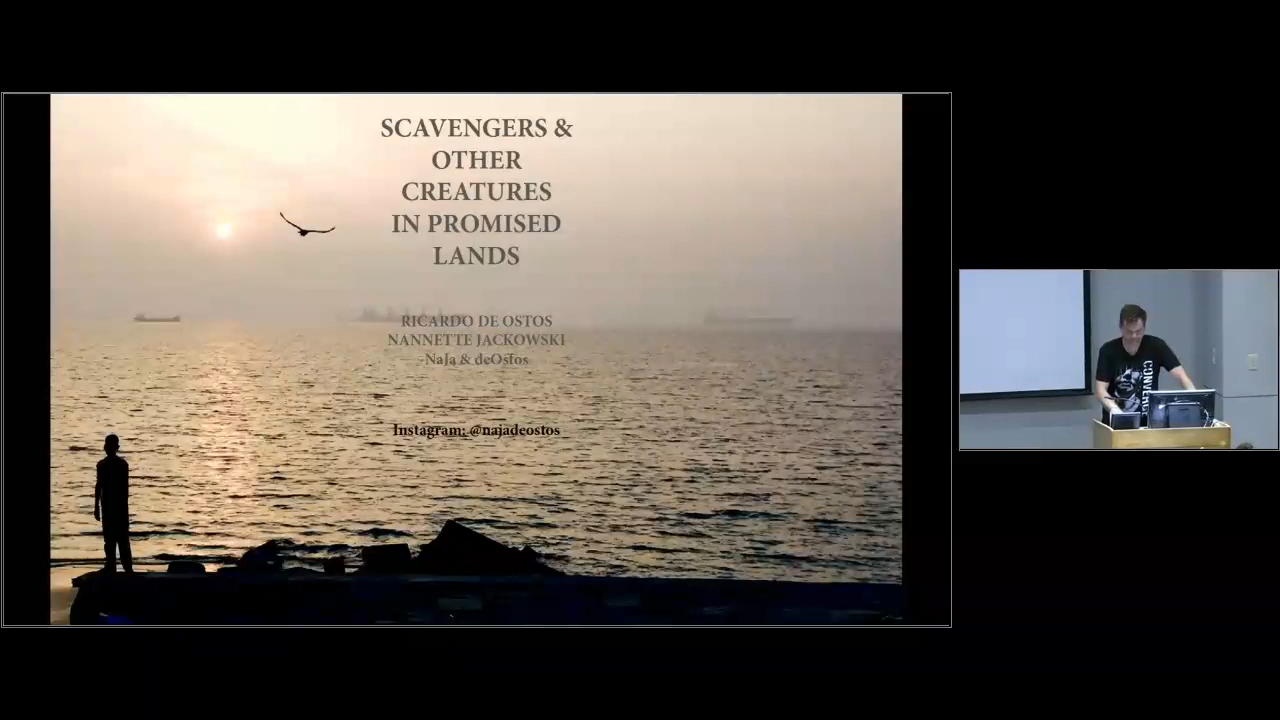 SCAVENGERS &
OTHER
CREATURES
IN PROMISED
LANDS
RICARDO DE OSTOS
NANNETTE JACKOWSKI
NaJa & deOstos
Instagram: @najadeostos